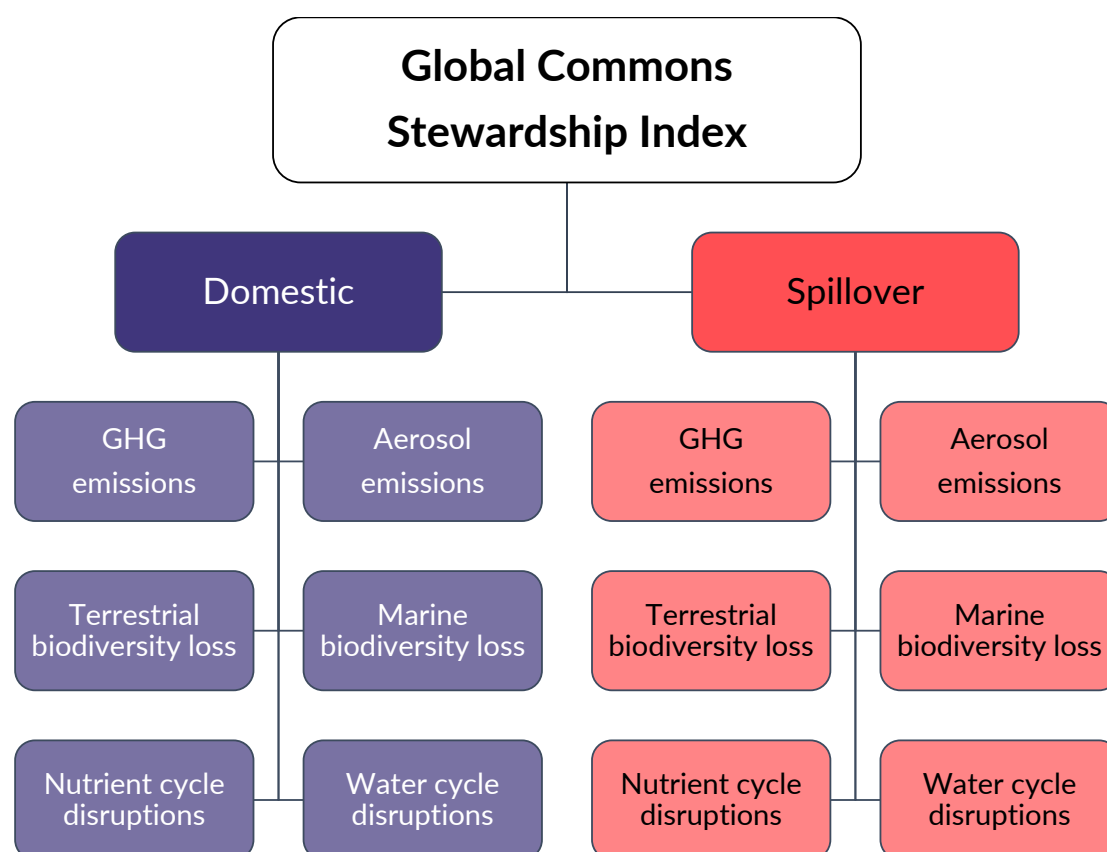 Global Commons
Stewardship Index
Domestic
Spillover
GHG
emissions
Aerosol
emissions
GHG
emissions
Aerosol
emissions
Terrestrial
biodiversity loss
Marine
biodiversity loss
Terrestrial
biodiversity loss
Marine
biodiversity loss
Nutrient cycle
disruptions
Water cycle
disruptions
Nutrient cycle
disruptions
Water cycle
disruptions